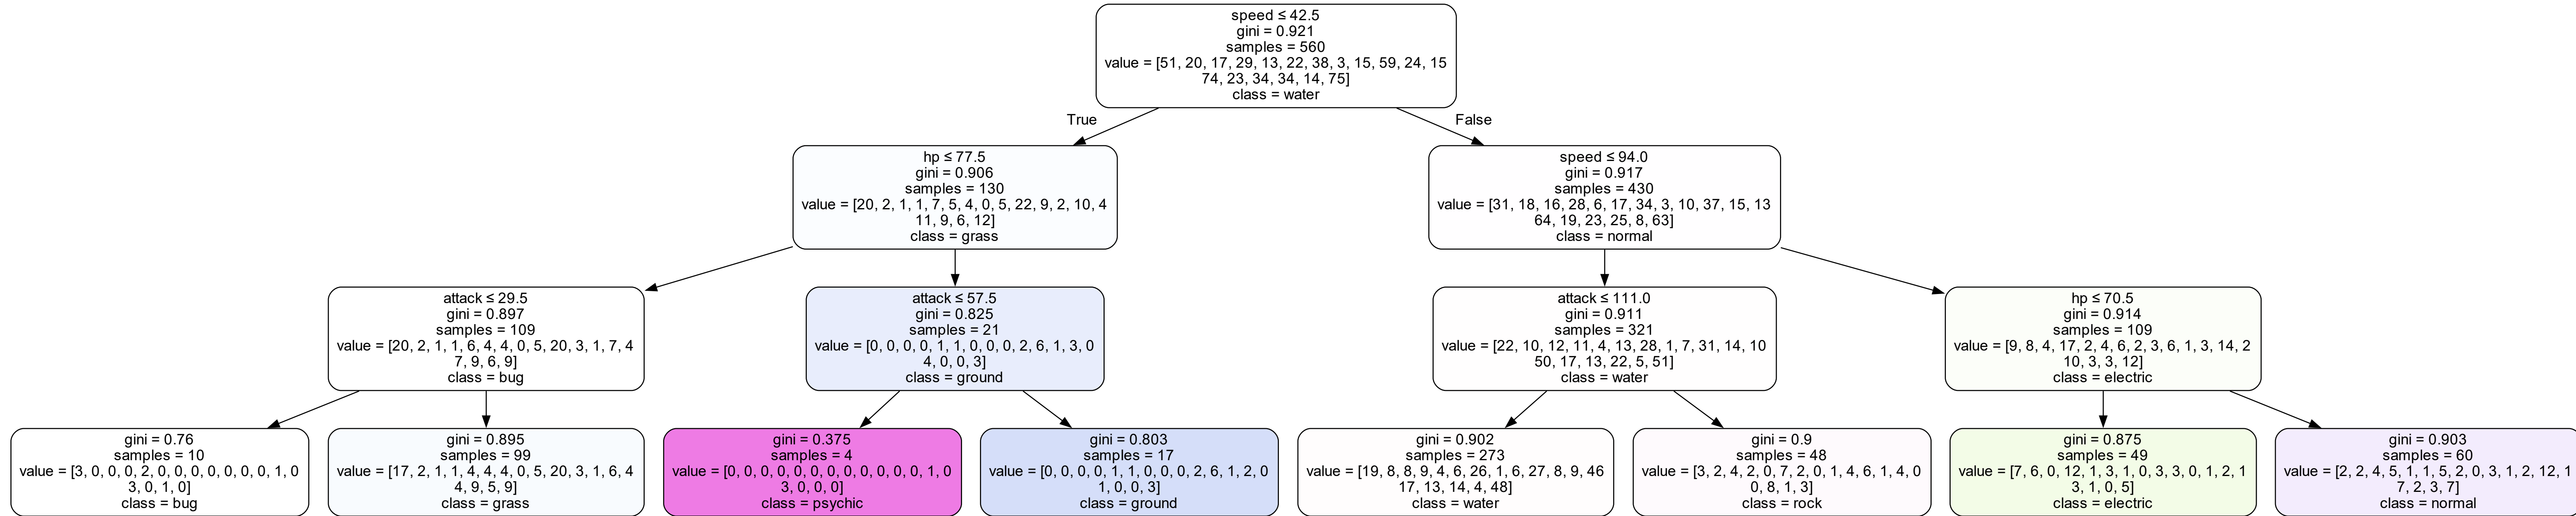 speed ≤ 42.5
gini = 0.921
samples = 560
value = [51, 20, 17, 29, 13, 22, 38, 3, 15, 59, 24, 15
74, 23, 34, 34, 14, 75]
class = water
True
False
hp ≤ 77.5
gini = 0.906
samples = 130
value = [20, 2, 1, 1, 7, 5, 4, 0, 5, 22, 9, 2, 10, 4
11, 9, 6, 12]
class = grass
speed ≤ 94.0
gini = 0.917
samples = 430
value = [31, 18, 16, 28, 6, 17, 34, 3, 10, 37, 15, 13
64, 19, 23, 25, 8, 63]
class = normal
attack ≤ 29.5
gini = 0.897
samples = 109
value = [20, 2, 1, 1, 6, 4, 4, 0, 5, 20, 3, 1, 7, 4
7, 9, 6, 9]
class = bug
attack ≤ 57.5
gini = 0.825
samples = 21
value = [0, 0, 0, 0, 1, 1, 0, 0, 0, 2, 6, 1, 3, 0
4, 0, 0, 3]
class = ground
attack ≤ 111.0
gini = 0.911
samples = 321
value = [22, 10, 12, 11, 4, 13, 28, 1, 7, 31, 14, 10
50, 17, 13, 22, 5, 51]
class = water
hp ≤ 70.5
gini = 0.914
samples = 109
value = [9, 8, 4, 17, 2, 4, 6, 2, 3, 6, 1, 3, 14, 2
10, 3, 3, 12]
class = electric
gini = 0.76
samples = 10
value = [3, 0, 0, 0, 2, 0, 0, 0, 0, 0, 0, 0, 1, 0
3, 0, 1, 0]
class = bug
gini = 0.895
samples = 99
value = [17, 2, 1, 1, 4, 4, 4, 0, 5, 20, 3, 1, 6, 4
4, 9, 5, 9]
class = grass
gini = 0.375
samples = 4
value = [0, 0, 0, 0, 0, 0, 0, 0, 0, 0, 0, 0, 1, 0
3, 0, 0, 0]
class = psychic
gini = 0.803
samples = 17
value = [0, 0, 0, 0, 1, 1, 0, 0, 0, 2, 6, 1, 2, 0
1, 0, 0, 3]
class = ground
gini = 0.902
samples = 273
value = [19, 8, 8, 9, 4, 6, 26, 1, 6, 27, 8, 9, 46
17, 13, 14, 4, 48]
class = water
gini = 0.9
samples = 48
value = [3, 2, 4, 2, 0, 7, 2, 0, 1, 4, 6, 1, 4, 0
0, 8, 1, 3]
class = rock
gini = 0.875
samples = 49
value = [7, 6, 0, 12, 1, 3, 1, 0, 3, 3, 0, 1, 2, 1
3, 1, 0, 5]
class = electric
gini = 0.903
samples = 60
value = [2, 2, 4, 5, 1, 1, 5, 2, 0, 3, 1, 2, 12, 1
7, 2, 3, 7]
class = normal